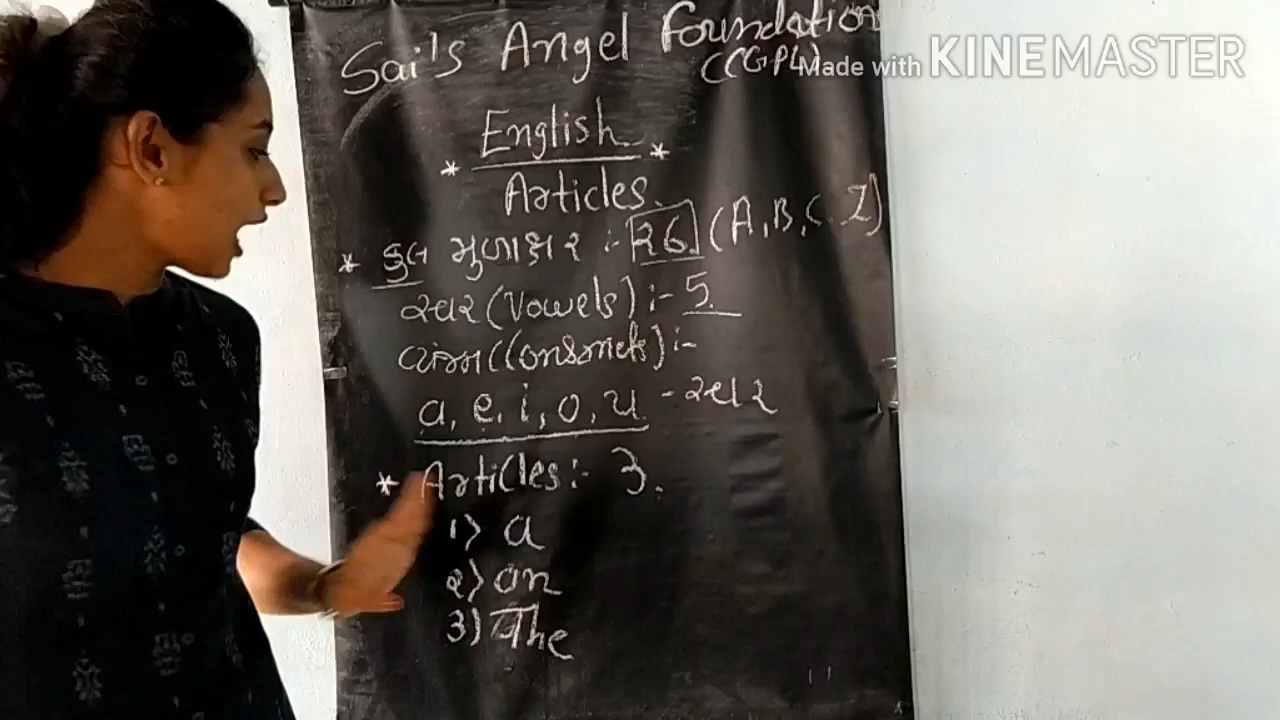 Sai's Angel Foundation
(CGPL)
Made with KINEMASTER
English
* Articles. *
* કુલ મુળાક્ષર :- 26. (A, B, C. Z)
સ્વર (Vowels) :- 5.
વ્યંજન (Consonants) :-
a, e, i, o, u - સ્વર
* Articles :- 3.
1) a
2) an
3) The